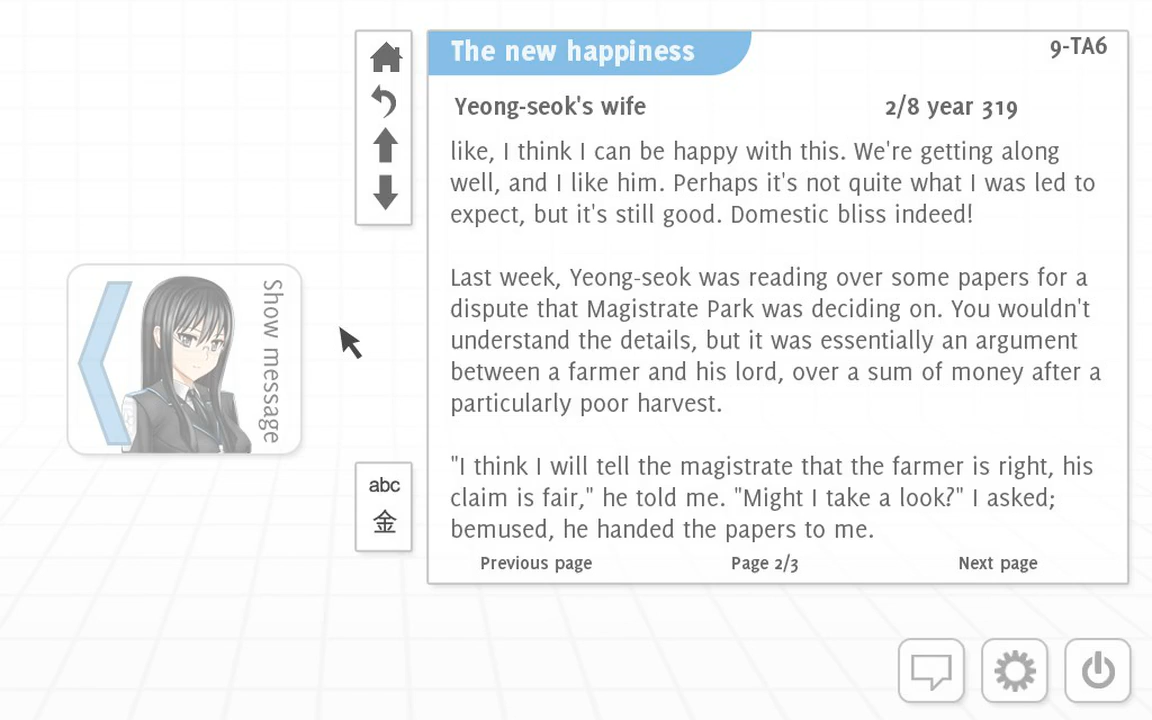 The new happiness
9-TA6
Yeong-seok's wife
2/8 year 319
like, I think I can be happy with this. We're getting along
well, and I like him. Perhaps it's not quite what I was led to
expect, but it's still good. Domestic bliss indeed!
Last week, Yeong-seok was reading over some papers for a
dispute that Magistrate Park was deciding on. You wouldn't
understand the details, but it was essentially an argument
between a farmer and his lord, over a sum of money after a
particularly poor harvest.
"I think I will tell the magistrate that the farmer is right, his
claim is fair," he told me. "Might I take a look?" I asked;
bemused, he handed the papers to me.
Previous page
Page 2/3
Next page
Show message
abc
金